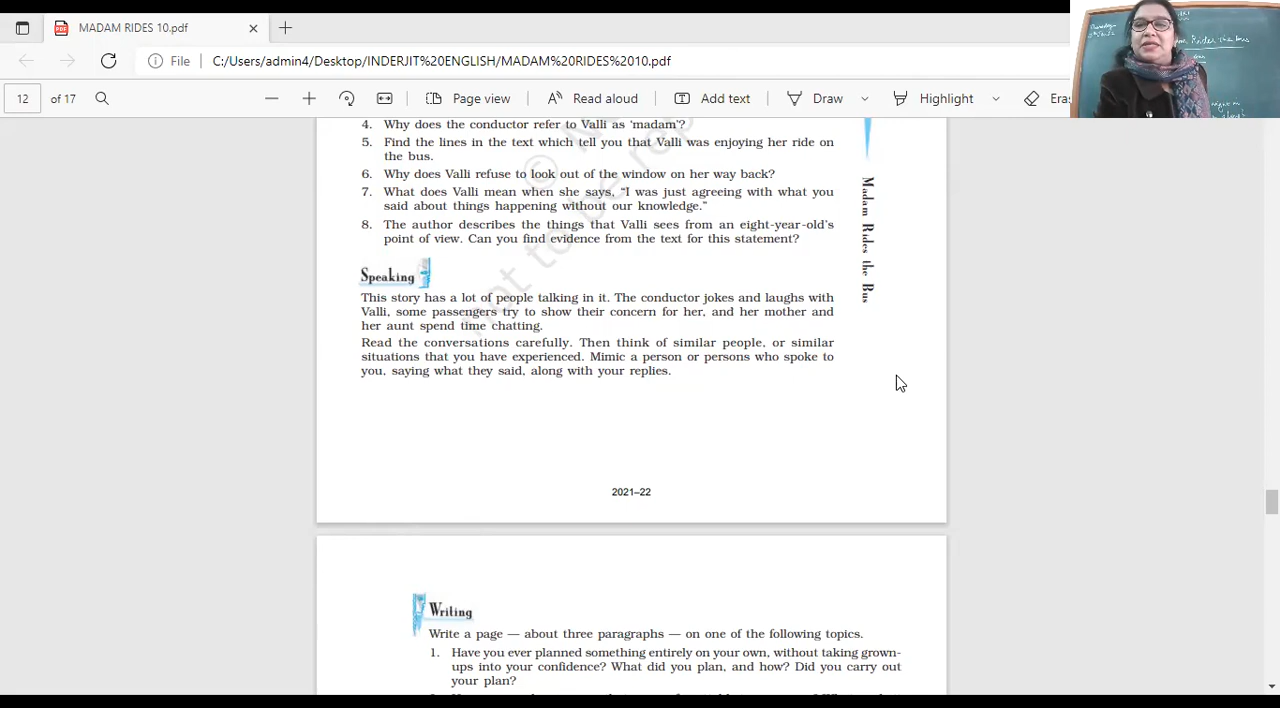 MADAM RIDES 10.pdf
File
C:/Users/admin4/Desktop/INDERJIT%20ENGLISH/MADAM%20RIDES%2010.pdf
12 of 17
Page view
Read aloud
Add text
Draw
Highlight
Eras
Rides the bus
4. Why does the conductor refer to Valli as ‘madam’?
5. Find the lines in the text which tell you that Valli was enjoying her ride on
the bus.
6. Why does Valli refuse to look out of the window on her way back?
7. What does Valli mean when she says, “I was just agreeing with what you
said about things happening without our knowledge.”
8. The author describes the things that Valli sees from an eight-year-old’s
point of view. Can you find evidence from the text for this statement?
Madam Rides the Bus
© N
not to be rep
Speaking
This story has a lot of people talking in it. The conductor jokes and laughs with
Valli, some passengers try to show their concern for her, and her mother and
her aunt spend time chatting.
Read the conversations carefully. Then think of similar people, or similar
situations that you have experienced. Mimic a person or persons who spoke to
you, saying what they said, along with your replies.
2021–22
Writing
Write a page — about three paragraphs — on one of the following topics.
1. Have you ever planned something entirely on your own, without taking grown-
ups into your confidence? What did you plan, and how? Did you carry out
your plan?